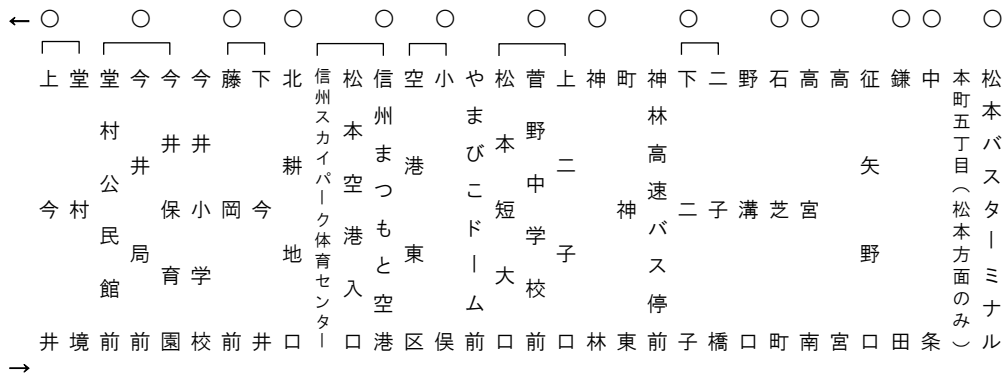 松本バスターミナル
本町五丁目(松本方面のみ)
中条
鎌田
征矢野口
高宮
高宮南
石芝町
野溝口
二子橋
下二子
神林高速バス停前
町神東
神林
上二子口
菅野中学校前
松本短大口
やまびこドーム前
小俣
空港東区
信州まつもと空港
松本空港入口
信州スカイパーク体育センター
北耕地口
下今井
藤岡前
今井小学校
今井保育園
今井局前
堂村公民館前
堂村境
上今井